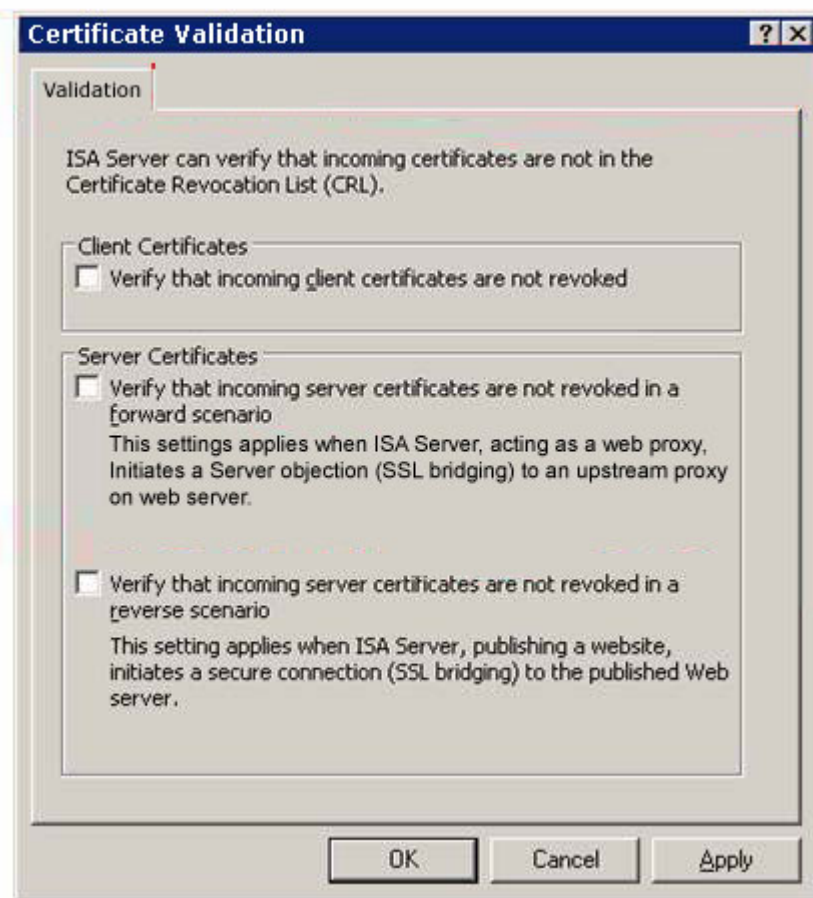 Certificate Validation
Validation
ISA Server can verify that incoming certificates are not in the
Certificate Revocation List (CRL).
Client Certificates
Verify that incoming client certificates are not revoked
Server Certificates
Verify that incoming server certificates are not revoked in a
forward scenario
This settings applies when ISA Server, acting as a web proxy,
Initiates a Server objection (SSL bridging) to an upstream proxy
on web server.
Verify that incoming server certificates are not revoked in a
reverse scenario
This setting applies when ISA Server, publishing a website,
initiates a secure connection (SSL bridging) to the published Web
server.
OK Cancel Apply